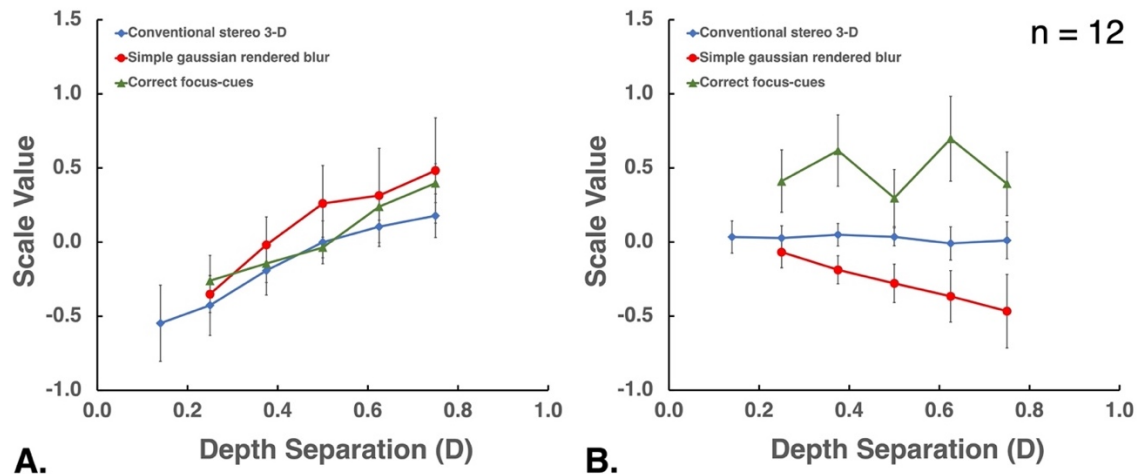 1.5
1.0
0.5
0.0
-0.5
-1.0
Scale Value
Conventional stereo 3-D
Simple gaussian rendered blur
Correct focus-cues
0.0 0.2 0.4 0.6 0.8 1.0
Depth Separation (D)
A.
1.5
1.0
0.5
0.0
-0.5
-1.0
Scale Value
Conventional stereo 3-D
Simple gaussian rendered blur
Correct focus-cues
n = 12
0.0 0.2 0.4 0.6 0.8 1.0
Depth Separation (D)
B.